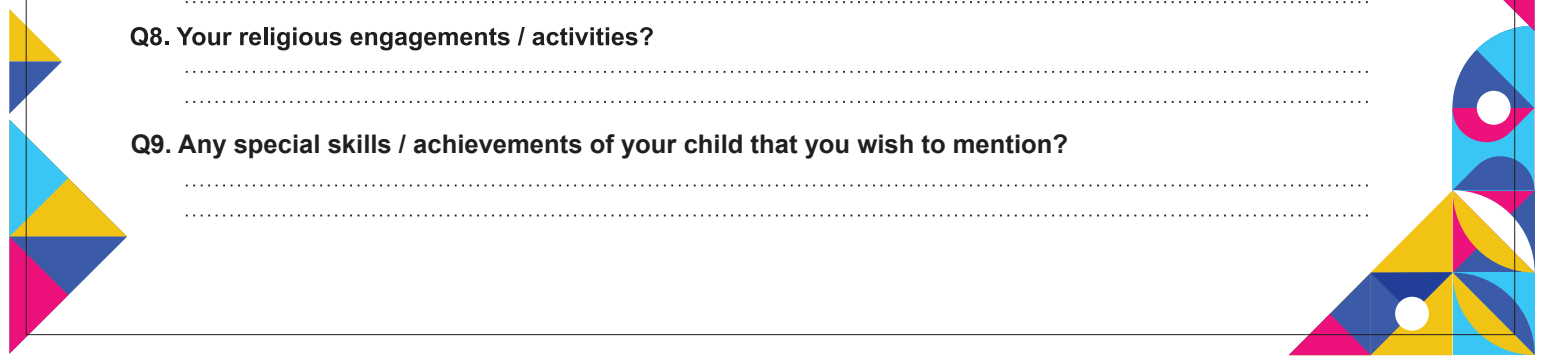 Q8. Your religious engagements / activities?
Q9. Any special skills / achievements of your child that you wish to mention?